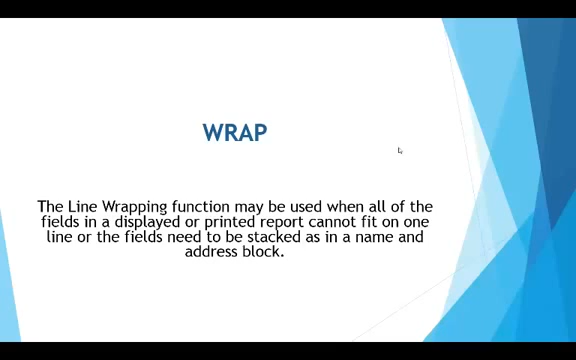 WRAP
The Line Wrapping function may be used when all of the
fields in a displayed or printed report cannot fit on one
line or the fields need to be stacked as in a name and
address block.